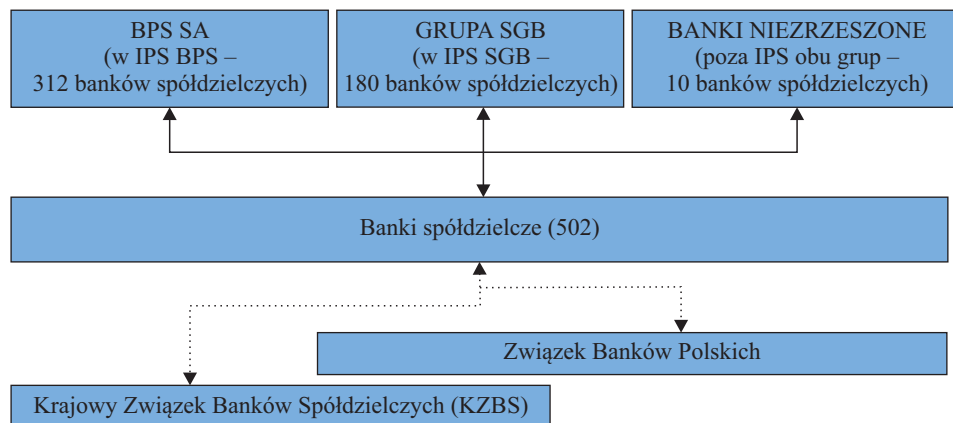 BPS SA
(w IPS BPS –
312 banków spółdzielczych)
GRUPA SGB
(w IPS SGB –
180 banków spółdzielczych)
BANKI NIEZRZESZONE
(poza IPS obu grup –
10 banków spółdzielczych)
Banki spółdzielcze (502)
Związek Banków Polskich
Krajowy Związek Banków Spółdzielczych (KZBS)